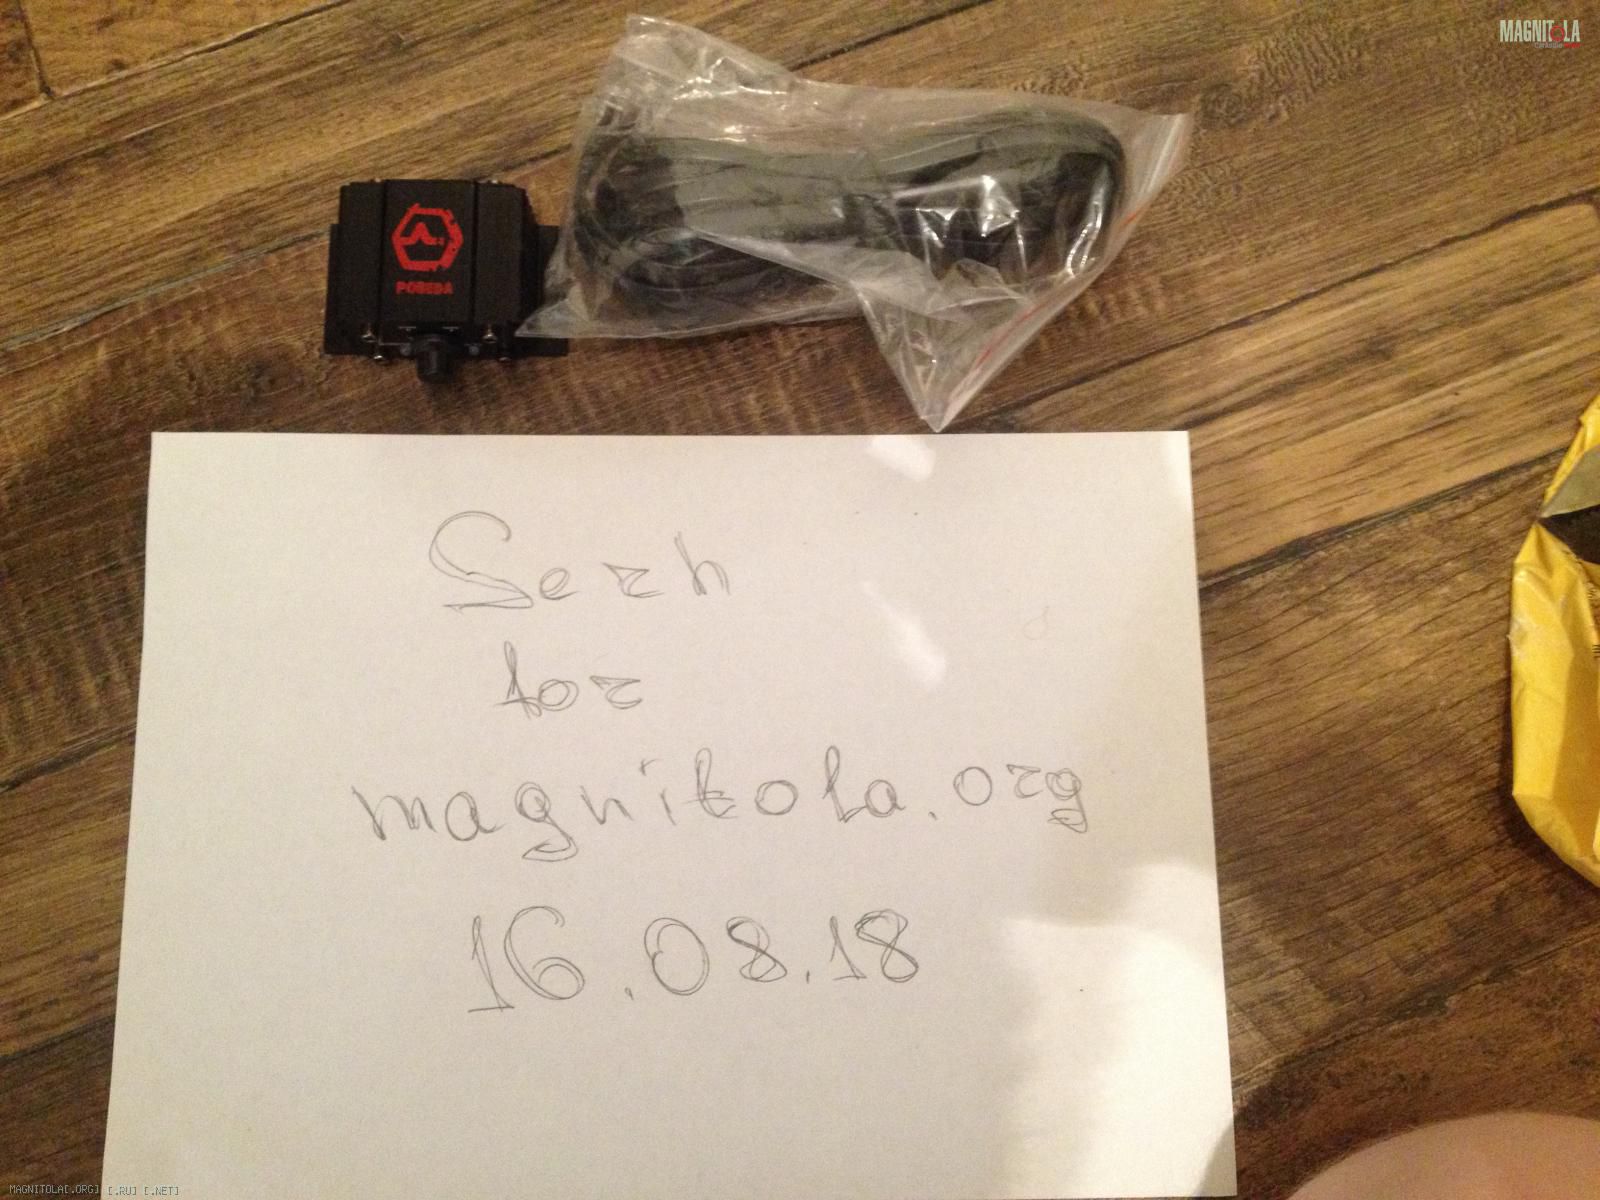 MAGNITOLA
POBEDA
Serh
for
magnitola.org
16.08.18
MAGNITOLA[.ORG] [.RU] [.NET]